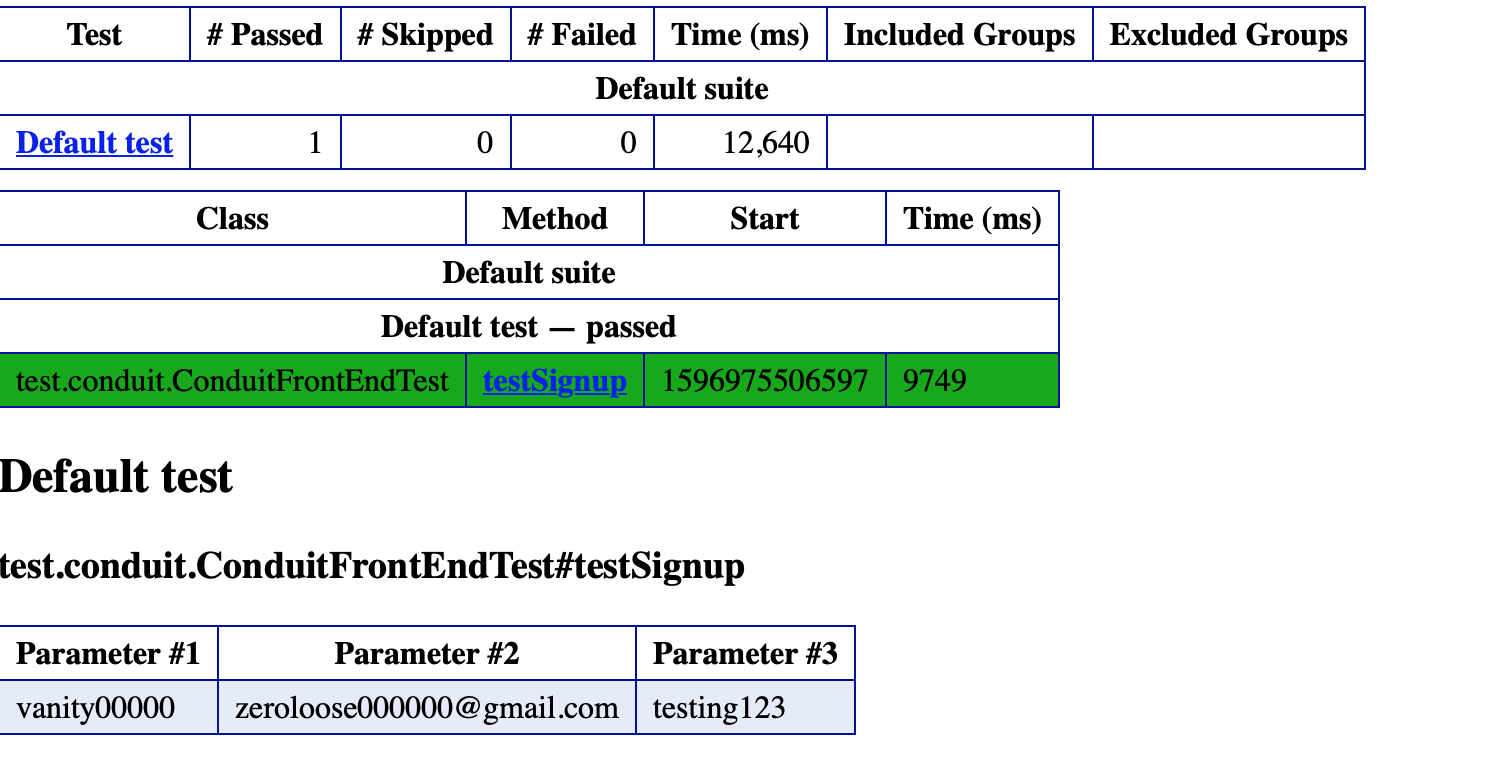 Test # Passed # Skipped # Failed Time (ms) Included Groups Excluded Groups
Default suite
Default test 1 0 0 12,640
Class Method Start Time (ms)
Default suite
Default test — passed
test.conduit.ConduitFrontEndTest testSignup 1596975506597 9749
Default test
test.conduit.ConduitFrontEndTest#testSignup
Parameter #1 Parameter #2 Parameter #3
vanity00000 zeroloose000000@gmail.com testing123